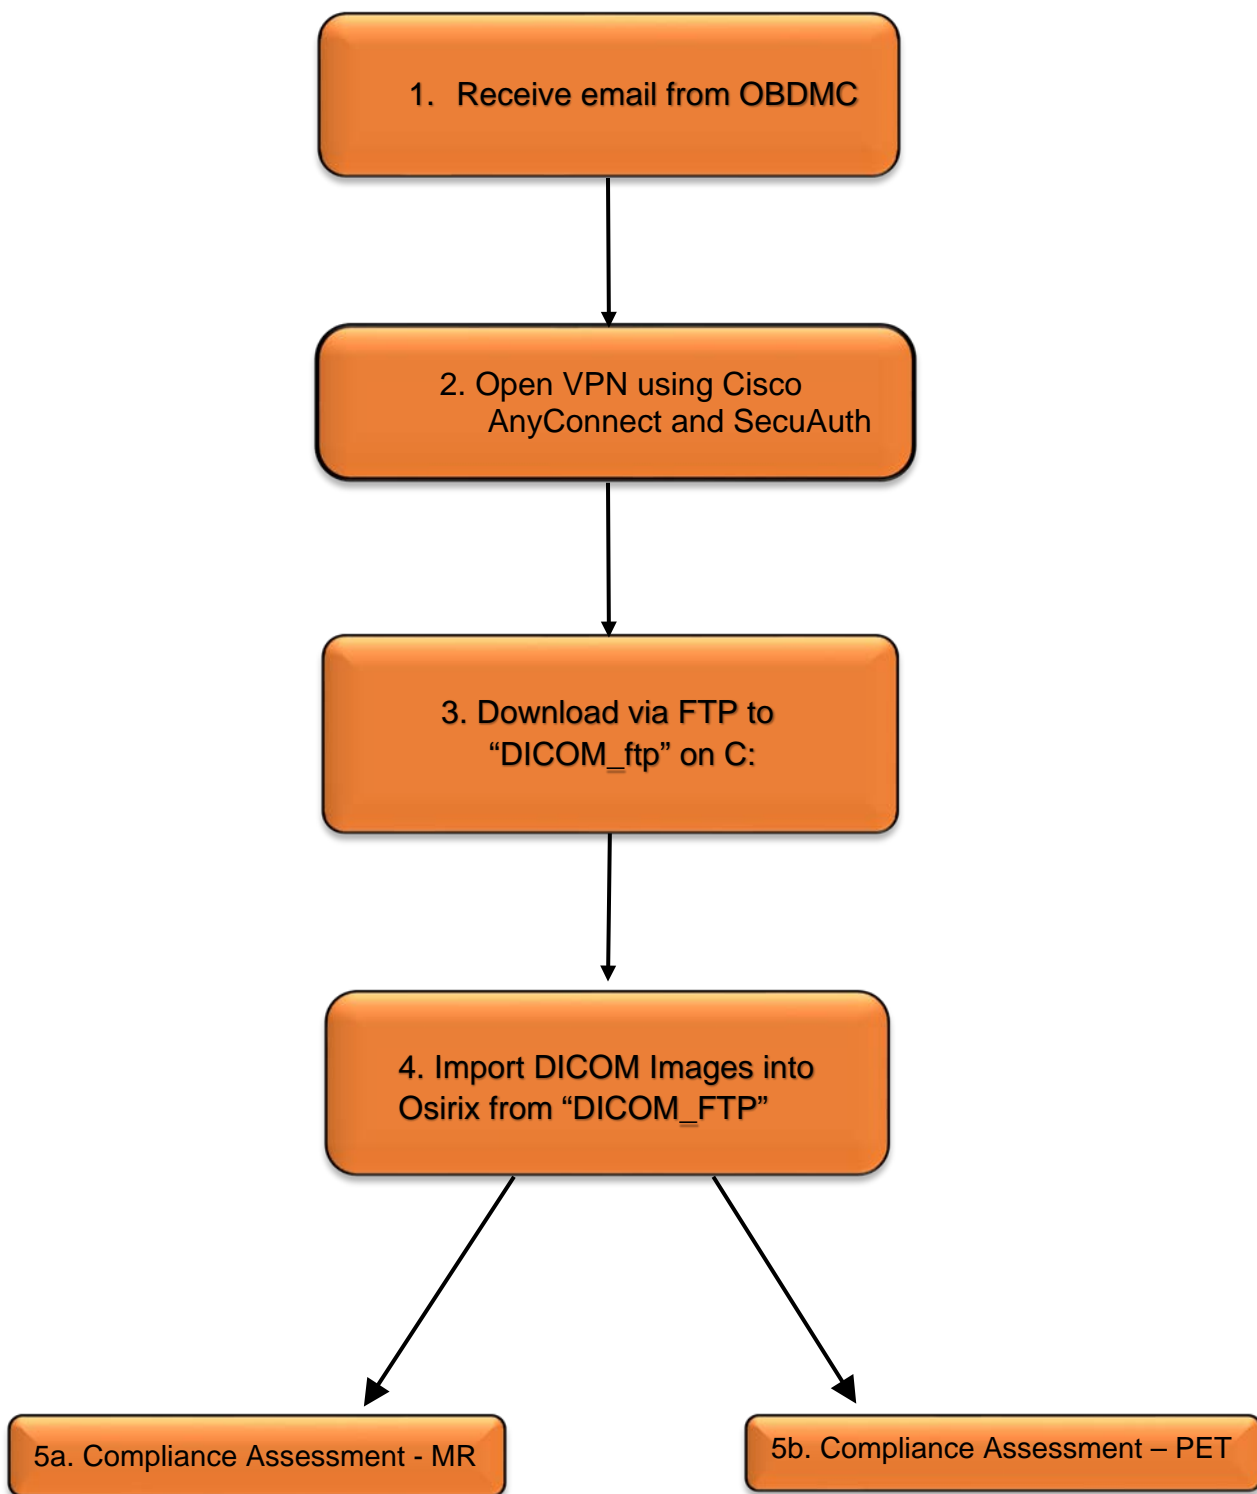 1. Receive email from OBDMC
2. Open VPN using Cisco
AnyConnect and SecuAuth
3. Download via FTP to
“DICOM_ftp” on C:
4. Import DICOM Images into
Osirix from “DICOM_FTP”
5a. Compliance Assessment - MR
5b. Compliance Assessment – PET